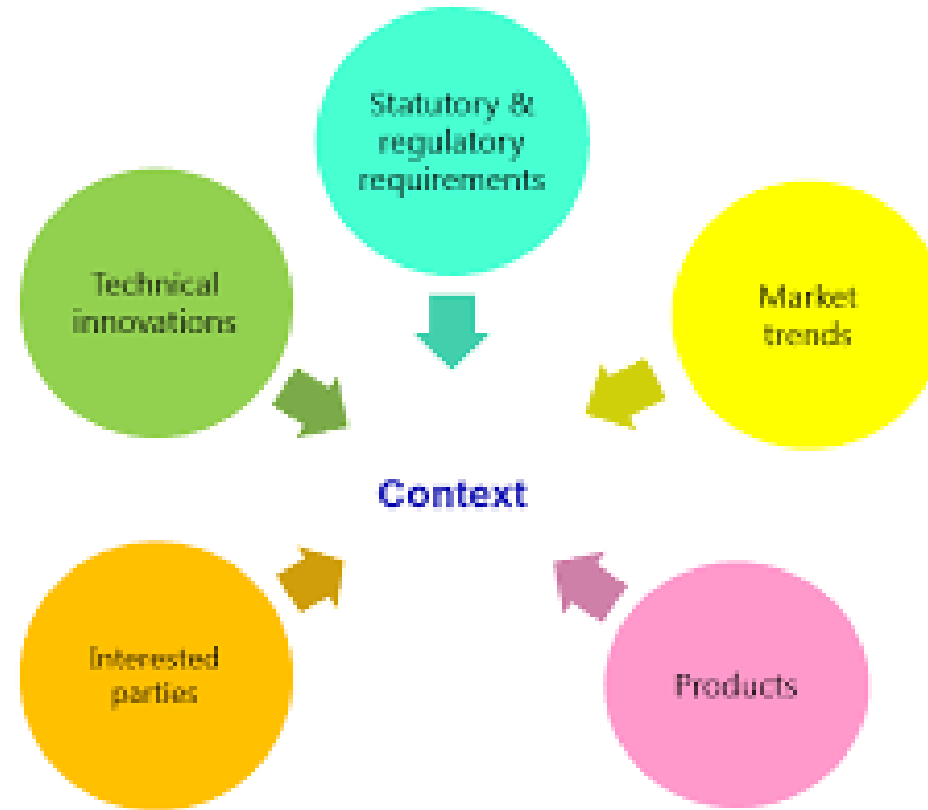 Statutory &
regulatory
requirements
Technical
innovations
Market
trends
Context
Interested
parties
Products